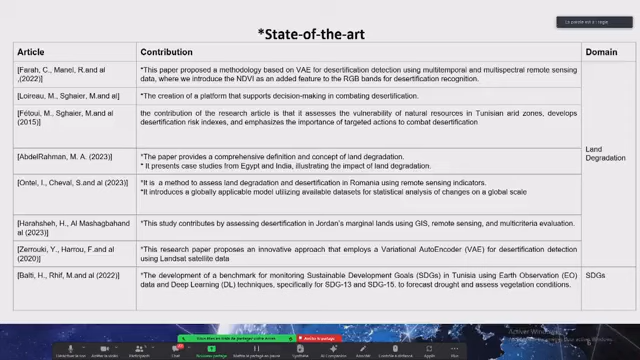 *State-of-the-art
Article
Contribution
Domain
[Farah, C., Manel, R.and al
,(2022)]
*This paper proposed a methodology based on VAE for desertification detection using multitemporal and multispectral remote sensing
data, where we introduce the NDVI as an added feature to the RGB bands for desertification recognition.
[Loireau, M., Sghaier, M.and al]
*The creation of a platform that supports decision-making in combating desertification.
[Fétoui, M., Sghaier, M.and al
(2015)]
the contribution of the research article is that it assesses the vulnerability of natural resources in Tunisian arid zones, develops
desertification risk indexes, and emphasizes the importance of targeted actions to combat desertification
[AbdelRahman, M. A. (2023)]
*The paper provides a comprehensive definition and concept of land degradation.
* It presents case studies from Egypt and India, illustrating the impact of land degradation.
[Ontel, I., Cheval, S.and al (2023)]
*It is a method to assess land degradation and desertification in Romania using remote sensing indicators.
*It introduces a globally applicable model utilizing available datasets for statistical analysis of changes on a global scale
[Harahsheh, H., Al Mashagbahand
al (2023)]
*This study contributes by assessing desertification in Jordan's marginal lands using GIS, remote sensing, and multicriteria evaluation.
[Zerrouki, Y., Harrou, F.and al
(2020)]
*This research paper proposes an innovative approach that employs a Variational AutoEncoder (VAE) for desertification detection
using Landsat satellite data
Land
Degradation
[Balti, H., Rhif, M.and al (2022)]
*The development of a benchmark for monitoring Sustainable Development Goals (SDGs) in Tunisia using Earth Observation (EO)
data and Deep Learning (DL) techniques, specifically for SDG-13 and SDG-15. to forecast drought and assess vegetation conditions.
SDGs